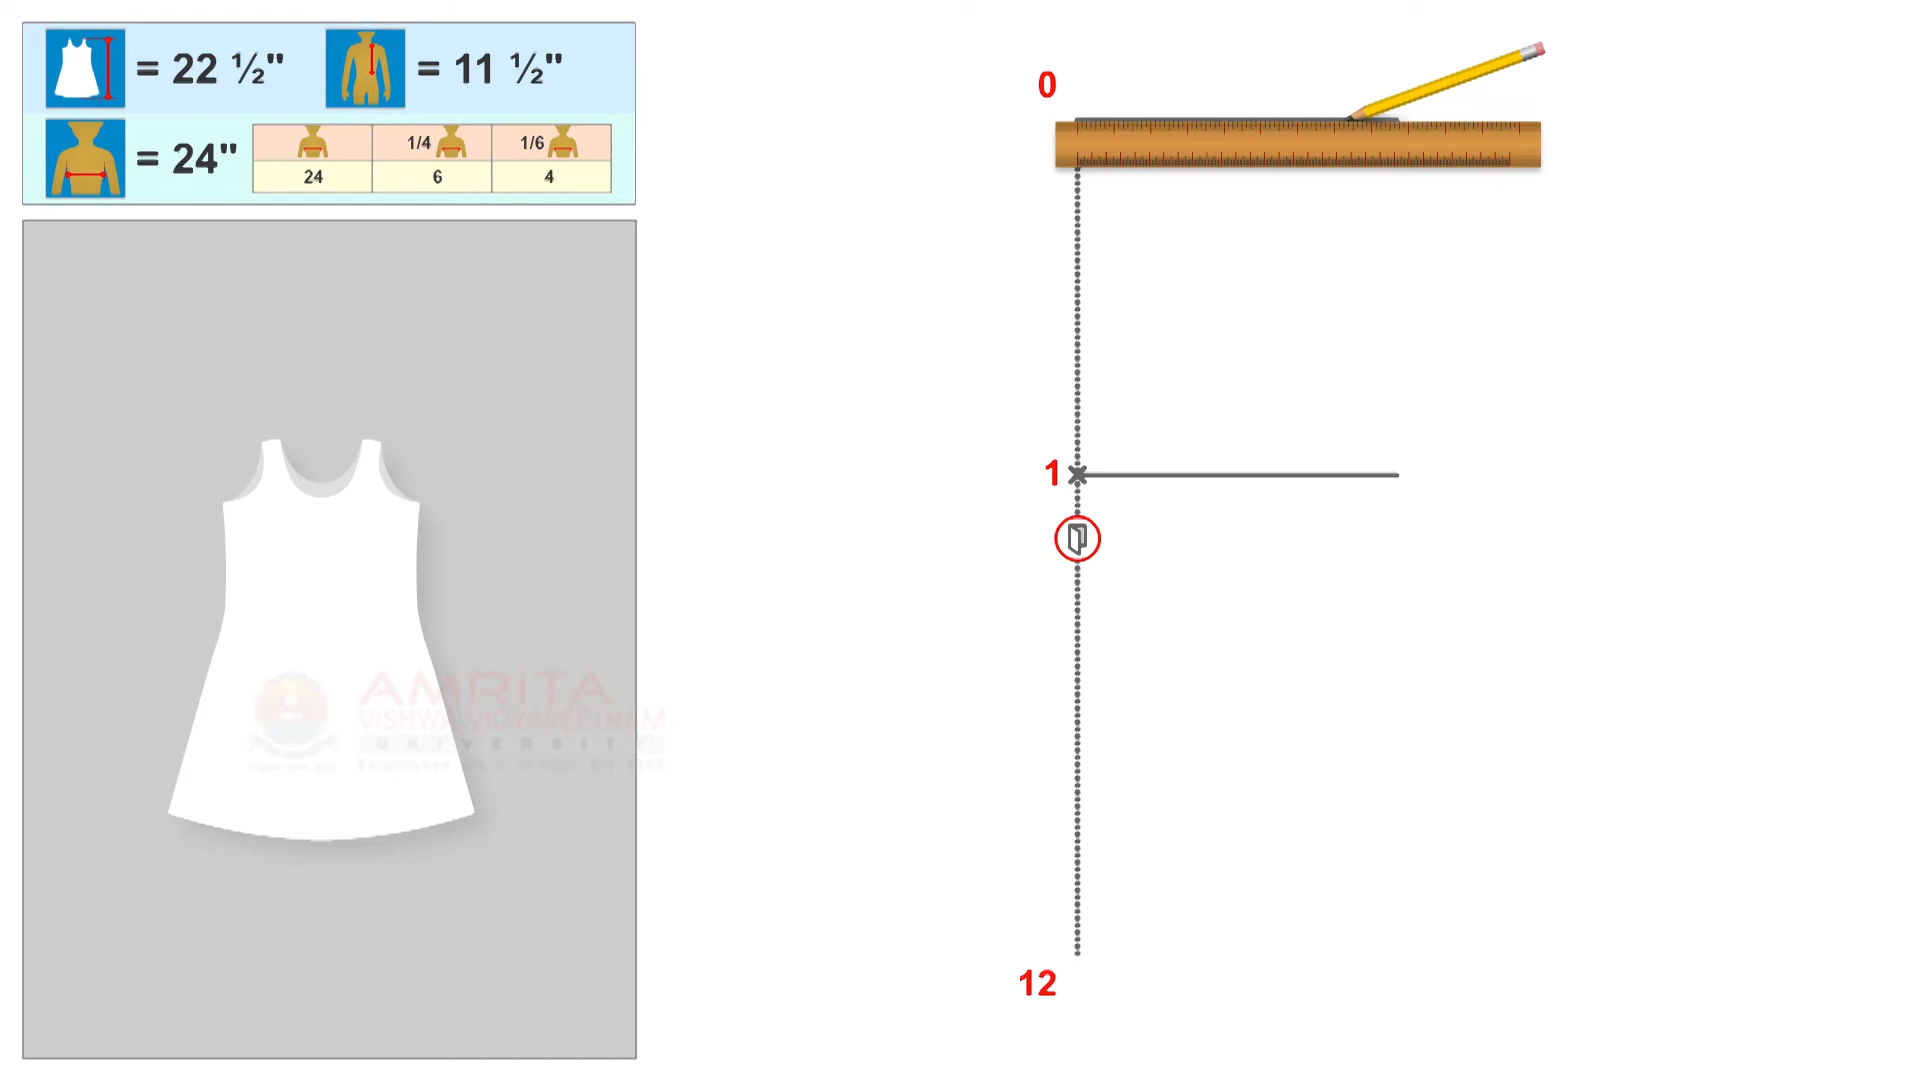 = 22 ½" = 11 ½"
= 24"
1/4 1/6
24 6 4
0
1
12
AMRITA
VISHWA VIDYAPEETHAM
UNIVERSITY